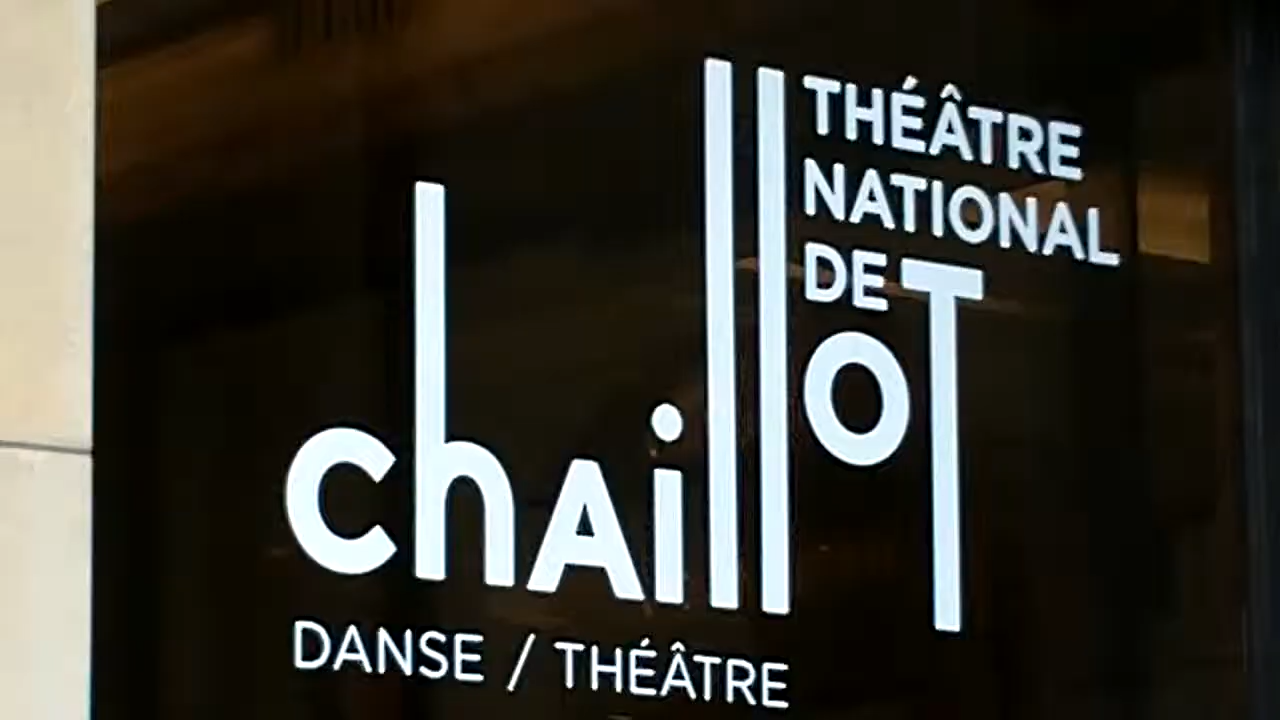 THÉÂTRE
NATIONAL
DE
chAillOT
DANSE / THÉÂTRE